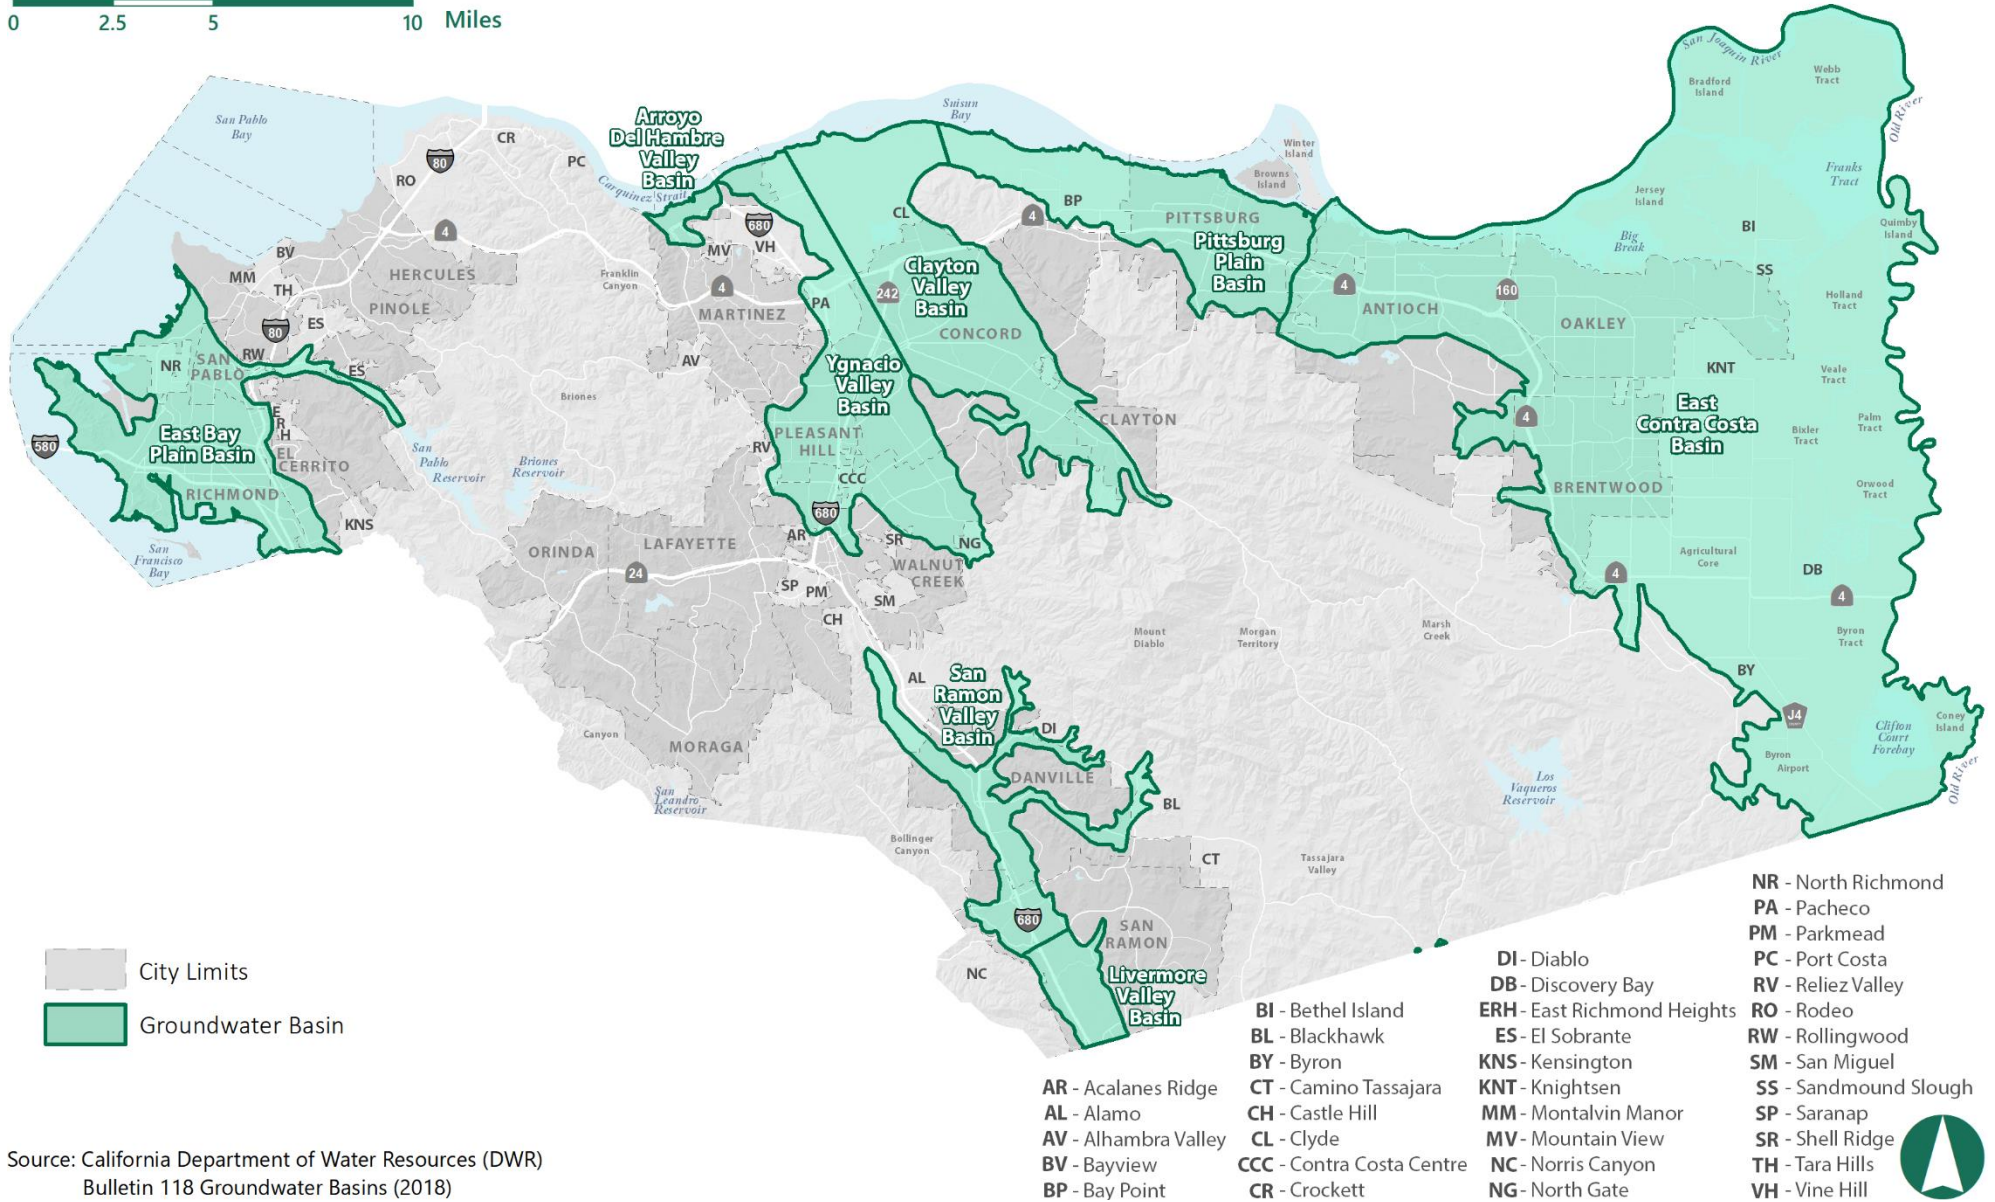 0 2.5 5 10 Miles
San Pablo
Bay
Suisun
Bay
San Joaquin River
Old River
Webb
Tract
Bradford
Island
Franks
Tract
Quimby
Island
Winter
Island
Browns
Island
Jersey
Island
Big
Break
BI
SS
Holland
Tract
Arroyo
Del Hambre
Valley
Basin
Carquinez Strait
CR
PC
80
RO
4
BV
MM
TH
HERCULES
PINOLE
80
ES
RW
ES
NR
SAN
PABLO
Franklin
Canyon
680
MV
VH
4
MARTINEZ
AV
PA
CL
242
Clayton
Valley
Basin
CONCORD
4
BP
PITTSBURG
Pittsburg
Plain
Basin
4
ANTIOCH
160
OAKLEY
KNT
Veale
Tract
East
Contra Costa
Basin
Bixler
Tract
Palm
Tract
Orwood
Tract
4
BRENTWOOD
Agricultural
Core
DB
4
4
Byron
Tract
BY
J4
Byron
Airport
Clifton
Court
Forebay
Coney
Island
Old River
580
East Bay
Plain Basin
RICHMOND
E
R
H
EL
CERRITO
KNS
San
Francisco
Bay
San
Pablo
Reservoir
Briones
Briones
Reservoir
Ygnacio
Valley
Basin
PLEASANT
HILL
RV
CCC
680
CLAYTON
AR
SR
NG
WALNUT
CREEK
ORINDA
LAFAYETTE
24
SP
PM
SM
CH
Mount
Diablo
Morgan
Territory
Marsh
Creek
Los
Vaqueros
Reservoir
AL
San
Ramon
Valley
Basin
DI
DANVILLE
BL
Canyon
MORAGA
San
Leandro
Reservoir
Bollinger
Canyon
CT
Tassajara
Valley
680
SAN
RAMON
NC
Livermore
Valley
Basin
City Limits
Groundwater Basin
AR - Acalanes Ridge
AL - Alamo
AV - Alhambra Valley
BV - Bayview
BP - Bay Point
BI - Bethel Island
BL - Blackhawk
BY - Byron
CT - Camino Tassajara
CH - Castle Hill
CL - Clyde
CCC - Contra Costa Centre
CR - Crockett
DI - Diablo
DB - Discovery Bay
ERH - East Richmond Heights
ES - El Sobrante
KNS - Kensington
KNT - Knightsen
MM - Montalvin Manor
MV - Mountain View
NC - Norris Canyon
NG - North Gate
NR - North Richmond
PA - Pacheco
PM - Parkmead
PC - Port Costa
RV - Reliez Valley
RO - Rodeo
RW - Rollingwood
SM - San Miguel
SS - Sandmound Slough
SP - Saranap
SR - Shell Ridge
TH - Tara Hills
VH - Vine Hill
Source: California Department of Water Resources (DWR)
Bulletin 118 Groundwater Basins (2018)